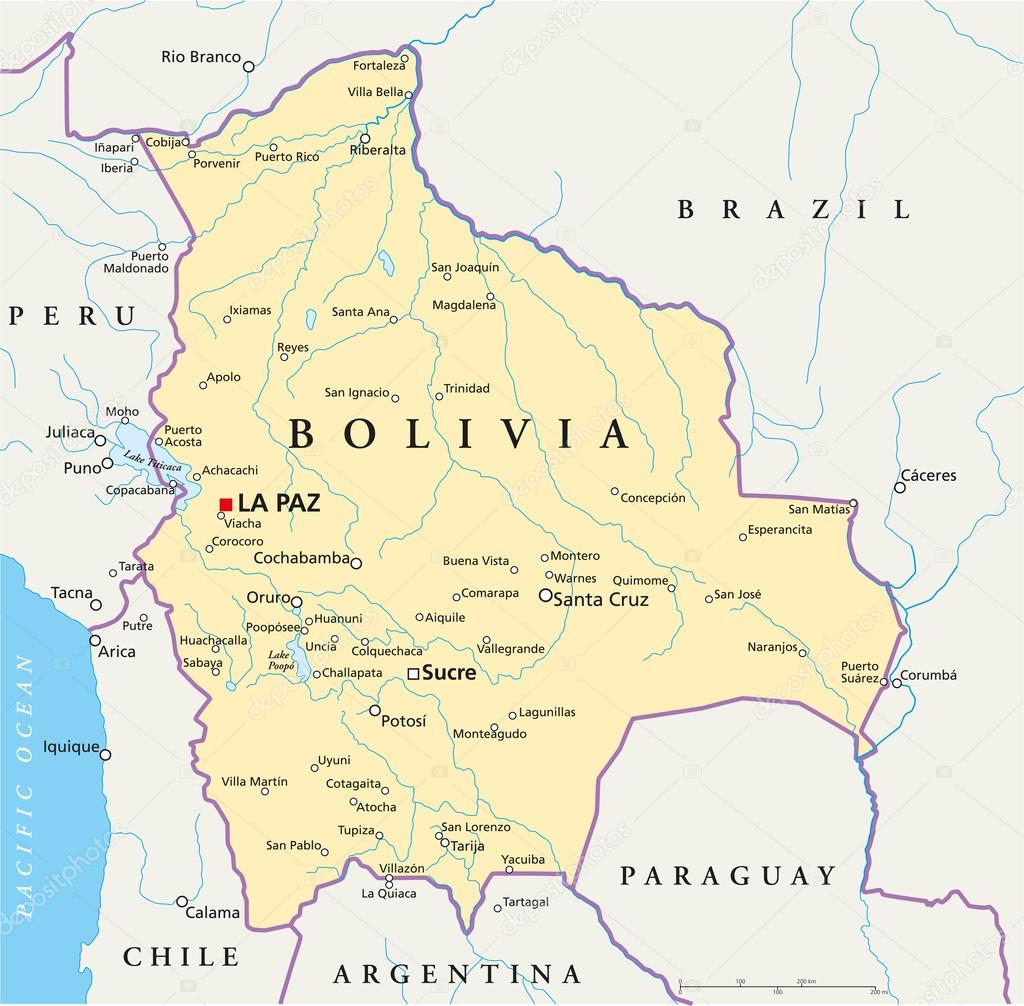 Rio Branco
Fortaleza
Villa Bella
Iñapari
Cobija
Iberia
Porvenir
Puerto Rico
Riberalta
BRAZIL
Puerto
Maldonado
San Joaquín
Magdalena
PERU
Ixiamas
Santa Ana
Reyes
Apolo
San Ignacio
Trinidad
Moho
Juliaca
Puerto
Acosta
BOLIVIA
Puno
Lake Titicaca
Achacachi
Copacabana
Cáceres
LA PAZ
Concepción
San Matías
Viacha
Esperancita
Corocoro
Cochabamba
Buena Vista
Montero
Tarata
Warnes
Quimome
Tacna
Oruro
Comarapa
Santa Cruz
San José
Putre
Poopósee
Huanuni
Aiquile
Arica
Huachacalla
Uncía
Colquechaca
Vallegrande
Naranjos
Sabaya
Lake
Poopó
Challapata
Sucre
Puerto
Suárez
Corumbá
Potosí
Lagunillas
Monteagudo
Iquique
PACIFIC OCEAN
Uyuni
Villa Martín
Cotagaita
Atocha
Tupiza
San Lorenzo
Tarija
San Pablo
Villazón
Yacuiba
La Quiaca
PARAGUAY
Tartagal
Calama
CHILE
ARGENTINA
100
200 km
100
200 mi
depositphotos